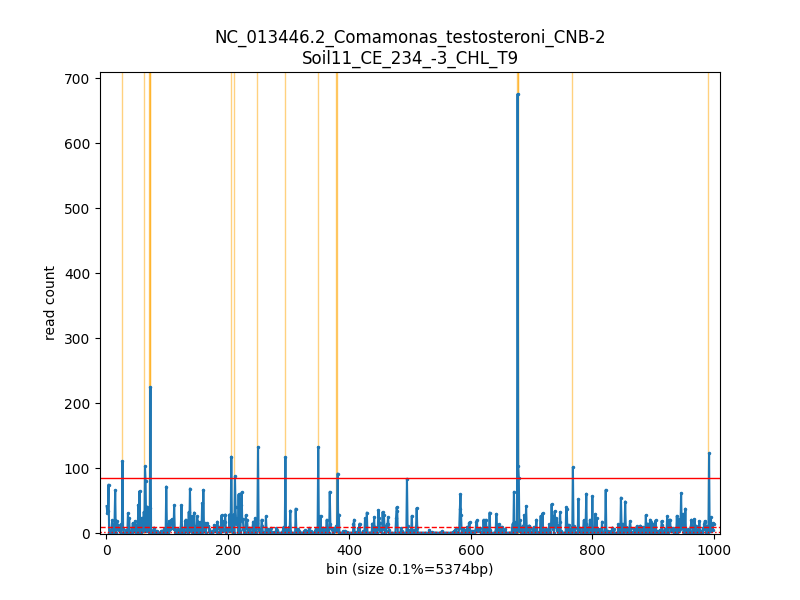 NC_013446.2_Comamonas_testosteroni_CNB-2
Soil11_CE_234_-3_CHL_T9
700
600
500
400
300
200
100
0
read count
0 200 400 600 800 1000
bin (size 0.1%=5374bp)